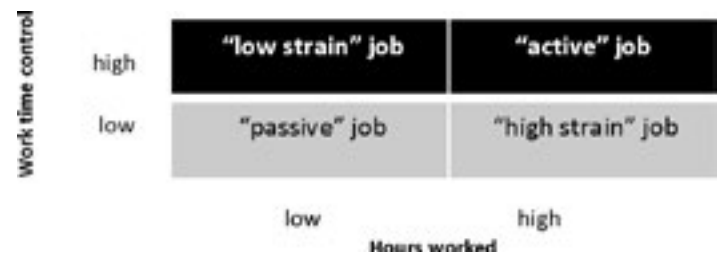 Work time control
high
"low strain" job
"active" job
low
"passive" job
"high strain" job
low
high
Hours worked